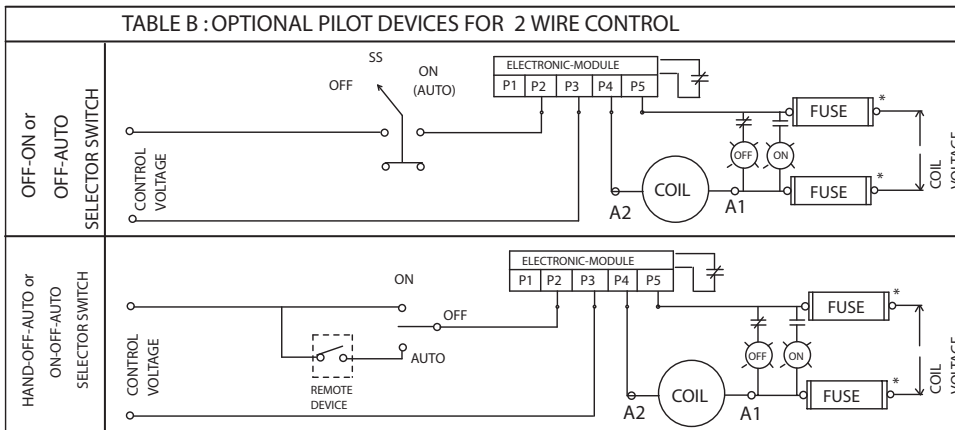 TABLE B : OPTIONAL PILOT DEVICES FOR 2 WIRE CONTROL
OFF-ON or
OFF-AUTO
SELECTOR SWITCH
CONTROL
VOLTAGE
SS
OFF
ON
(AUTO)
ELECTRONIC-MODULE
P1 P2 P3 P4 P5
OFF
ON
FUSE
*
FUSE
*
COIL
A2
A1
COIL
VOLTAGE
HAND-OFF-AUTO or
ON-OFF-AUTO
SELECTOR SWITCH
CONTROL
VOLTAGE
ON
OFF
AUTO
REMOTE
DEVICE
ELECTRONIC-MODULE
P1 P2 P3 P4 P5
OFF
ON
FUSE
*
FUSE
*
COIL
A2
A1
COIL
VOLTAGE